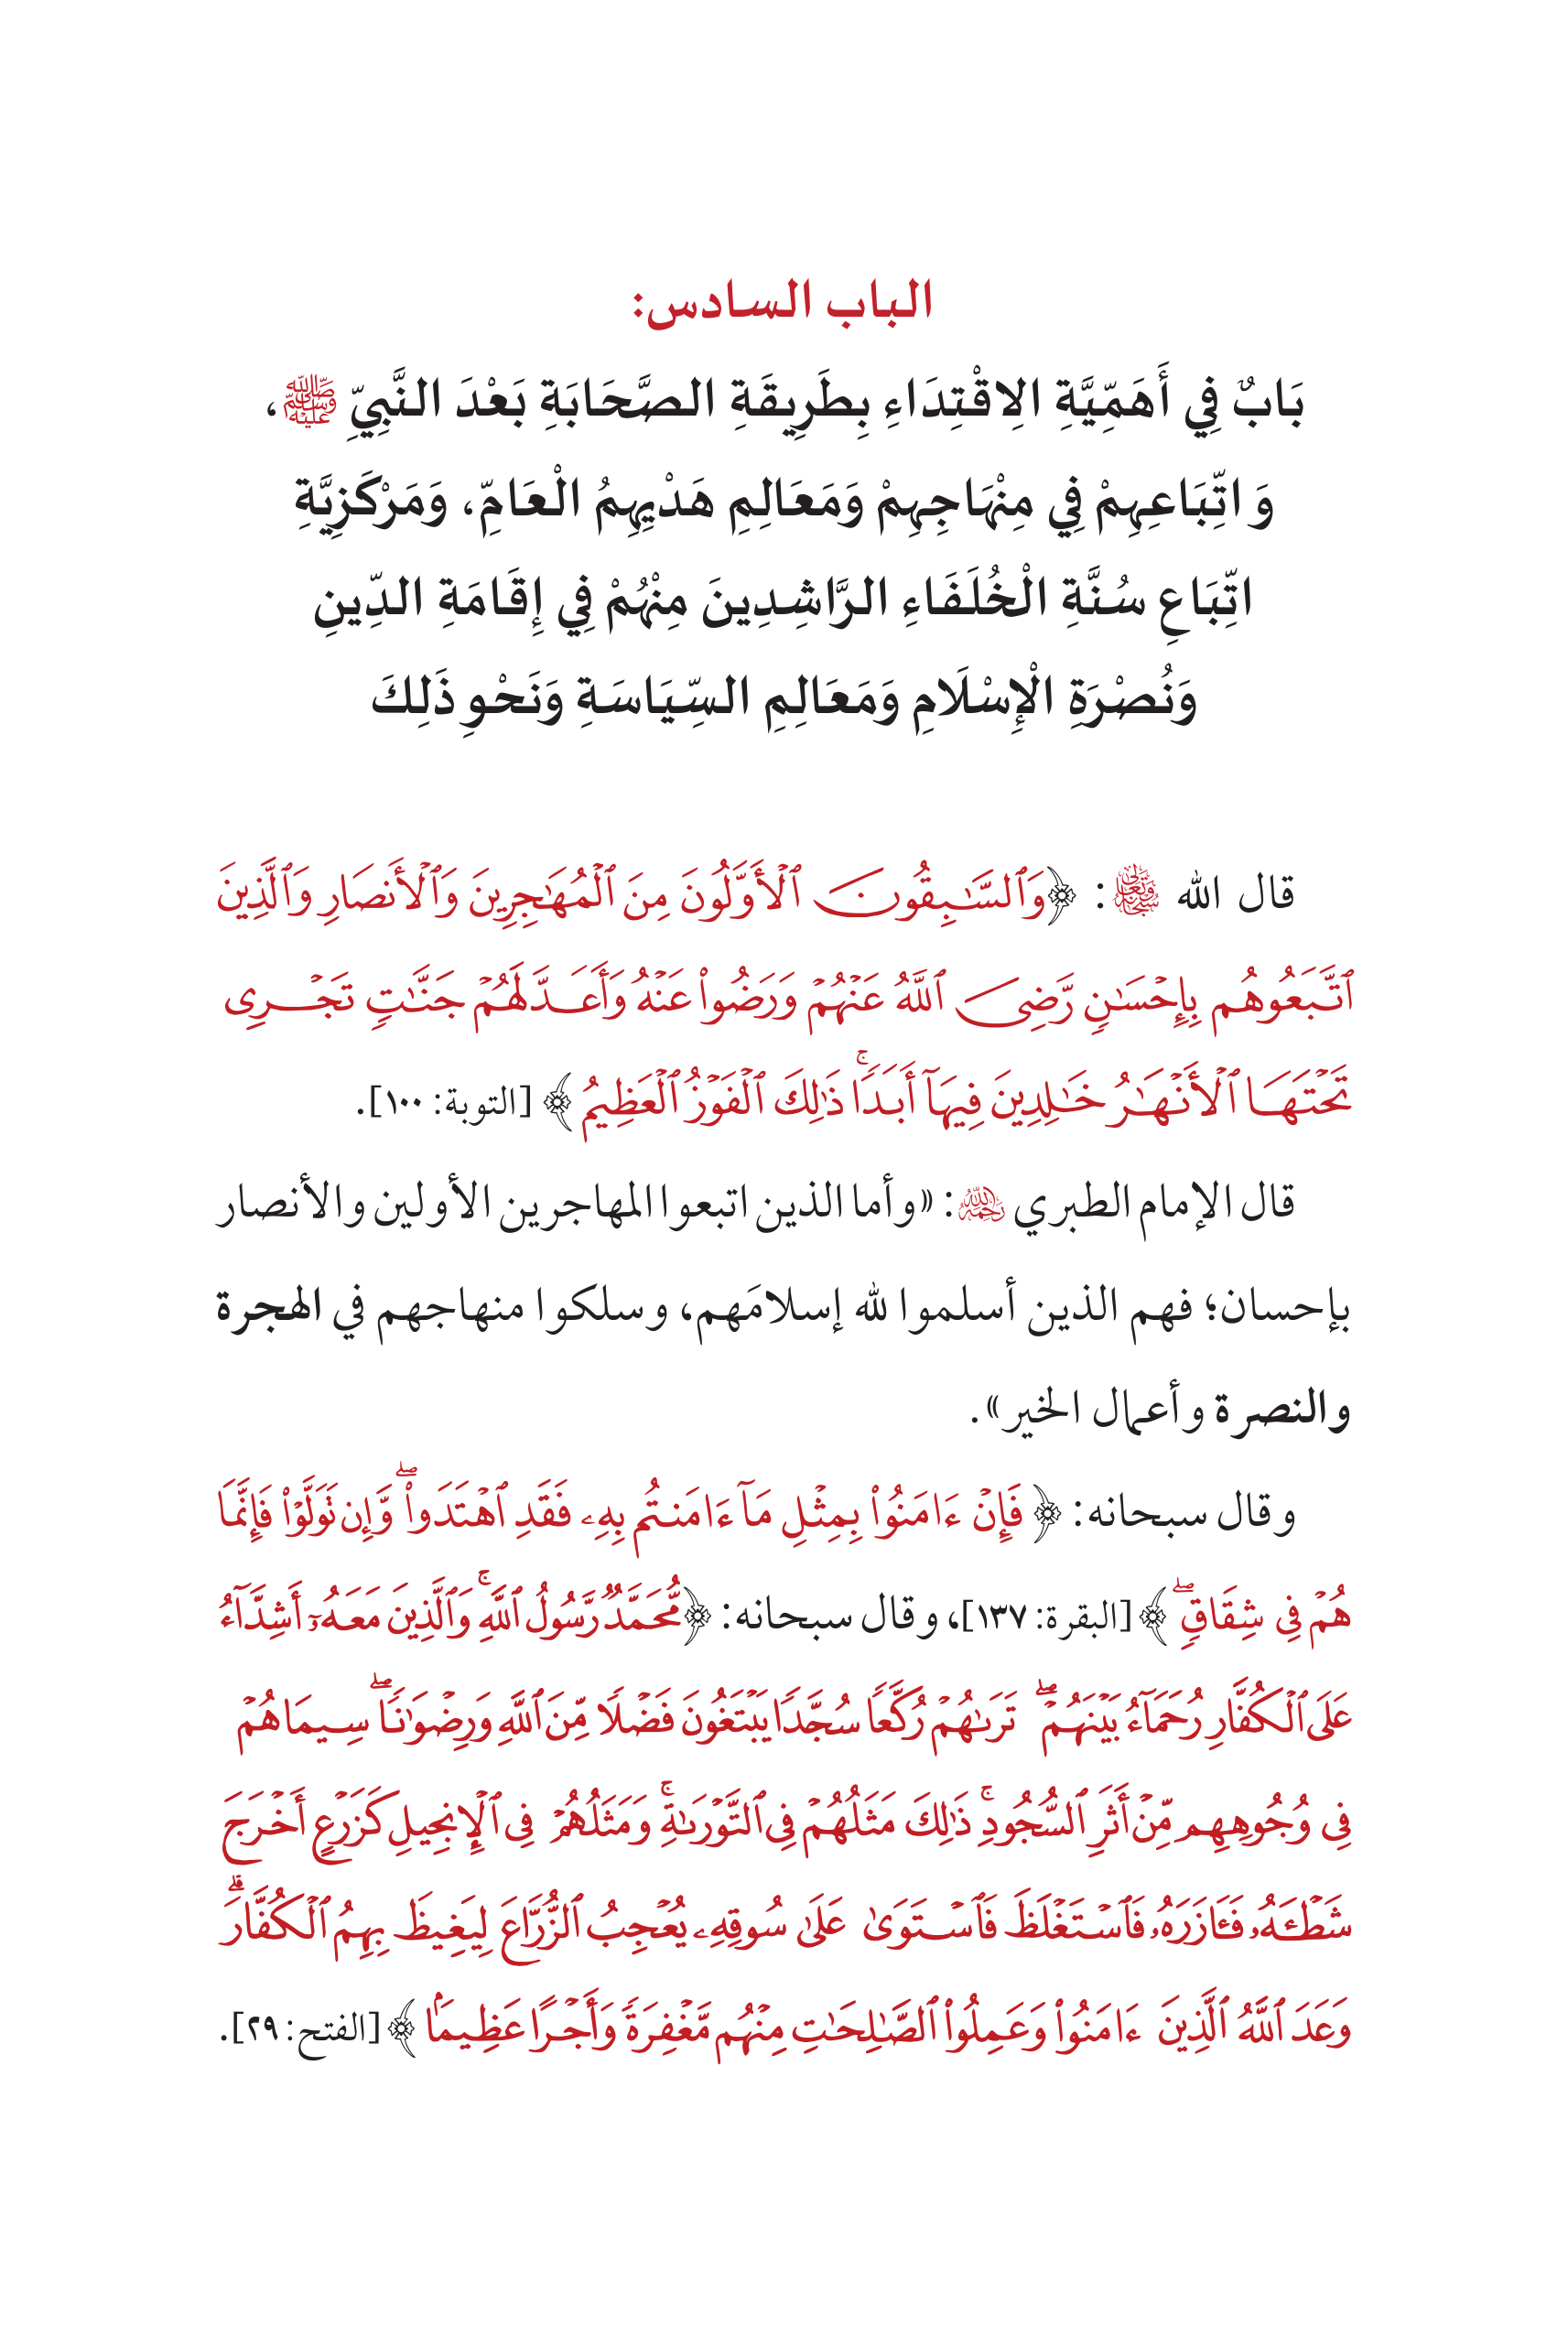 الباب السادس:
بَابٌ فِي أَهَمِّيَّةِ الِاقْتِدَاءِ بِطَرِيقَةِ الصَّحَابَةِ بَعْدَ النَّبِيِّ ﷺ،
وَاتِّبَاعِهِمْ فِي مِنْهَاجِهِمْ وَمَعَالِمِ هَدْيِهِمُ الْعَامِّ، وَمَرْكَزِيَّةِ
اتِّبَاعِ سُنَّةِ الْخُلَفَاءِ الرَّاشِدِينَ مِنْهُمْ فِي إِقَامَةِ الدِّينِ
وَنُصْرَةِ الْإِسْلَامِ وَمَعَالِمِ السِّيَاسَةِ وَنَحْوِ ذَلِكَ
قال الله سبحانه وتعالى: ﴿وَٱلسَّٰبِقُونَ ٱلۡأَوَّلُونَ مِنَ ٱلۡمُهَٰجِرِينَ وَٱلۡأَنصَارِ وَٱلَّذِينَ
ٱتَّبَعُوهُم بِإِحۡسَٰنٖ رَّضِيَ ٱللَّهُ عَنۡهُمۡ وَرَضُواْ عَنۡهُ وَأَعَدَّ لَهُمۡ جَنَّٰتٖ تَجۡرِي
تَحۡتَهَا ٱلۡأَنۡهَٰرُ خَٰلِدِينَ فِيهَآ أَبَدٗاۚ ذَٰلِكَ ٱلۡفَوۡزُ ٱلۡعَظِيمُ﴾ [التوبة: ١٠٠].
قال الإمام الطبري رحمه الله: «وأما الذين اتبعوا المهاجرين الأولين والأنصار
بإحسان؛ فهم الذين أسلموا لله إسلامَهم، وسلكوا منهاجهم في الهجرة
والنصرة وأعمال الخير».
وقال سبحانه: ﴿فَإِنۡ ءَامَنُواْ بِمِثۡلِ مَآ ءَامَنتُم بِهِۦ فَقَدِ ٱهۡتَدَواْۖ وَّإِن تَوَلَّوۡاْ فَإِنَّمَا
هُمۡ فِي شِقَاقٖۖ﴾ [البقرة: ١٣٧]، وقال سبحانه: ﴿مُّحَمَّدٞ رَّسُولُ ٱللَّهِۚ وَٱلَّذِينَ مَعَهُۥٓ أَشِدَّآءُ
عَلَى ٱلۡكُفَّارِ رُحَمَآءُ بَيۡنَهُمۡۖ تَرَىٰهُمۡ رُكَّعٗا سُجَّدٗا يَبۡتَغُونَ فَضۡلٗا مِّنَ ٱللَّهِ وَرِضۡوَٰنٗاۖ سِيمَاهُمۡ
فِي وُجُوهِهِم مِّنۡ أَثَرِ ٱلسُّجُودِۚ ذَٰلِكَ مَثَلُهُمۡ فِي ٱلتَّوۡرَىٰةِۚ وَمَثَلُهُمۡ فِي ٱلۡإِنجِيلِ كَزَرۡعٍ أَخۡرَجَ
شَطۡـَٔهُۥ فَـَٔازَرَهُۥ فَٱسۡتَغۡلَظَ فَٱسۡتَوَىٰ عَلَىٰ سُوقِهِۦ يُعۡجِبُ ٱلزُّرَّاعَ لِيَغِيظَ بِهِمُ ٱلۡكُفَّارَۗ
وَعَدَ ٱللَّهُ ٱلَّذِينَ ءَامَنُواْ وَعَمِلُواْ ٱلصَّٰلِحَٰتِ مِنۡهُم مَّغۡفِرَةٗ وَأَجۡرًا عَظِيمَۢا﴾ [الفتح: ٢٩].